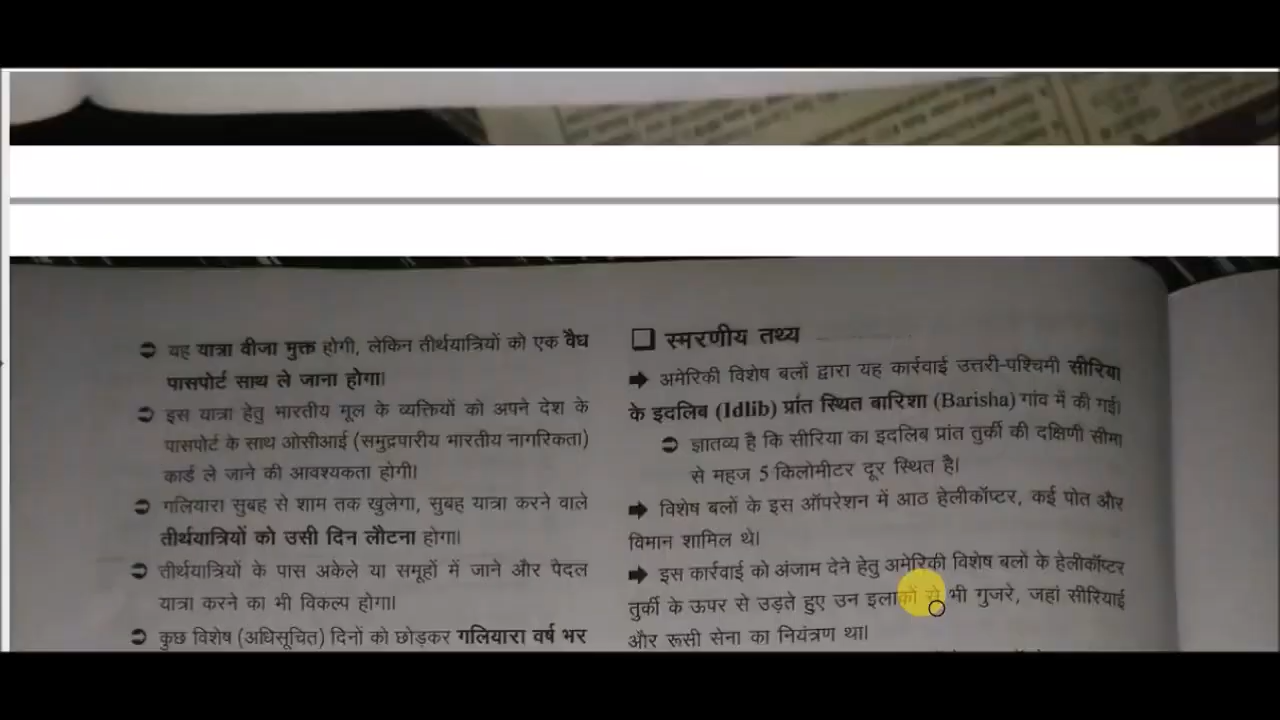 ➲ यह यात्रा वीजा मुक्त होगी, लेकिन तीर्थयात्रियों को एक वैध
पासपोर्ट साथ ले जाना होगा।
➲ इस यात्रा हेतु भारतीय मूल के व्यक्तियों को अपने देश के
पासपोर्ट के साथ ओसीआई (समुद्रपारीय भारतीय नागरिकता)
कार्ड ले जाने की आवश्यकता होगी।
➲ गलियारा सुबह से शाम तक खुलेगा, सुबह यात्रा करने वाले
तीर्थयात्रियों को उसी दिन लौटना होगा।
➲ तीर्थयात्रियों के पास अकेले या समूहों में जाने और पैदल
यात्रा करने का भी विकल्प होगा।
➲ कुछ विशेष (अधिसूचित) दिनों को छोड़कर गलियारा वर्ष भर
❑ स्मरणीय तथ्य
➡ अमेरिकी विशेष बलों द्वारा यह कार्रवाई उत्तरी-पश्चिमी सीरिया
के इदलिब (Idlib) प्रांत स्थित बारिशा (Barisha) गांव में की गई।
➲ ज्ञातव्य है कि सीरिया का इदलिब प्रांत तुर्की की दक्षिणी सीमा
से महज 5 किलोमीटर दूर स्थित है।
➡ विशेष बलों के इस ऑपरेशन में आठ हेलीकॉप्टर, कई पोत और
विमान शामिल थे।
➡ इस कार्रवाई को अंजाम देने हेतु अमेरिकी विशेष बलों के हेलीकॉप्टर
तुर्की के ऊपर से उड़ते हुए उन इलाकों से भी गुजरे, जहां सीरियाई
और रूसी सेना का नियंत्रण था।